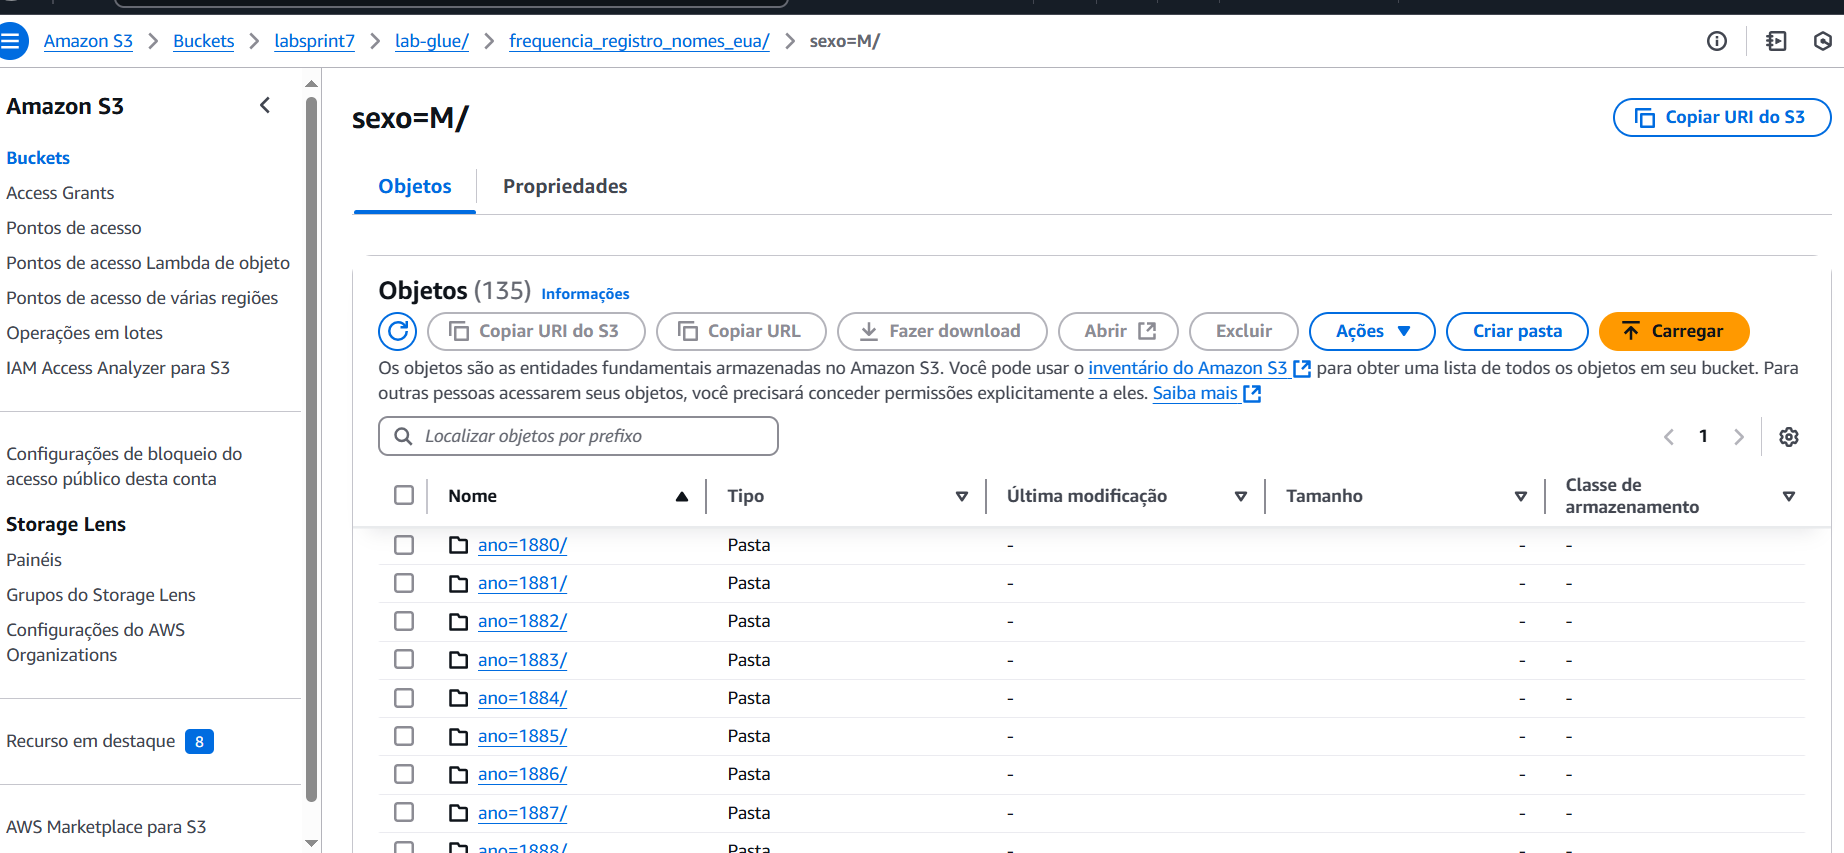 Amazon S3 > Buckets > labsprint7 > lab-glue/ > frequencia_registro_nomes_eua/ > sexo=M/
Amazon S3
Buckets
Access Grants
Pontos de acesso
Pontos de acesso Lambda de objeto
Pontos de acesso de várias regiões
Operações em lotes
IAM Access Analyzer para S3
Configurações de bloqueio do
acesso público desta conta
Storage Lens
Painéis
Grupos do Storage Lens
Configurações do AWS
Organizations
Recurso em destaque 8
AWS Marketplace para S3
sexo=M/
Copiar URI do S3
Objetos Propriedades
Objetos (135) Informações
Copiar URI do S3 Copiar URL Fazer download Abrir Excluir Ações Criar pasta Carregar
Os objetos são as entidades fundamentais armazenadas no Amazon S3. Você pode usar o inventário do Amazon S3 para obter uma lista de todos os objetos em seu bucket. Para
outras pessoas acessarem seus objetos, você precisará conceder permissões explicitamente a eles. Saiba mais
Localizar objetos por prefixo
1
Nome Tipo Última modificação Tamanho Classe de
armazenamento
ano=1880/ Pasta - - -
ano=1881/ Pasta - - -
ano=1882/ Pasta - - -
ano=1883/ Pasta - - -
ano=1884/ Pasta - - -
ano=1885/ Pasta - - -
ano=1886/ Pasta - - -
ano=1887/ Pasta - - -
ano=1888/ Pasta - - -